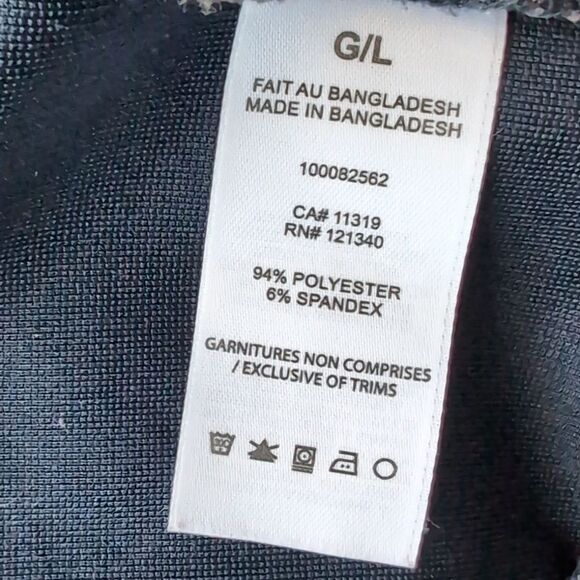 G/L
FAIT AU BANGLADESH
MADE IN BANGLADESH
100082562
CA# 11319
RN# 121340
94% POLYESTER
6% SPANDEX
GARNITURES NON COMPRISES
/ EXCLUSIVE OF TRIMS